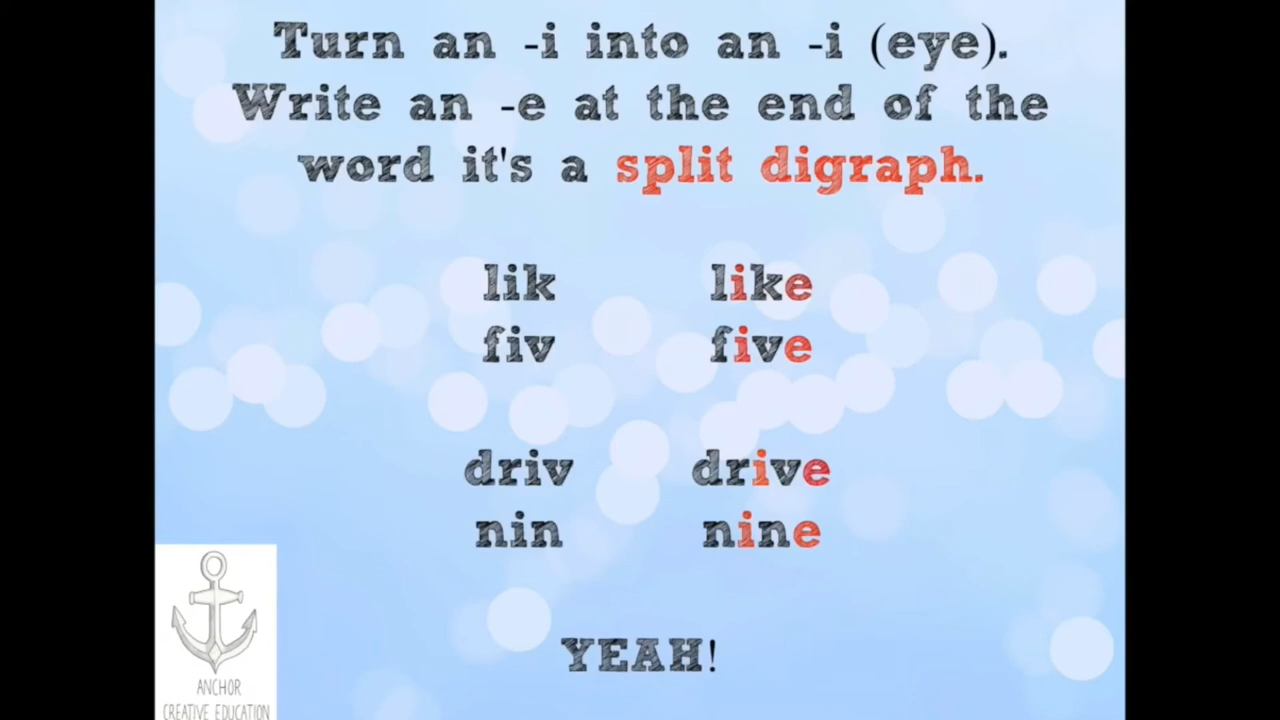 Turn an -i into an -i (eye).
Write an -e at the end of the
word it's a split digraph.
lik like
fiv five
driv drive
nin nine
YEAH!
ANCHOR
CREATIVE EDUCATION